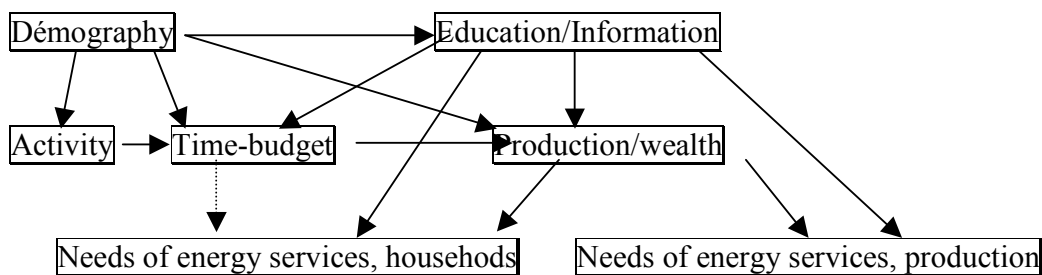 Démography Education/Information
Activity Time-budget Production/wealth
Needs of energy services, househods Needs of energy services, production